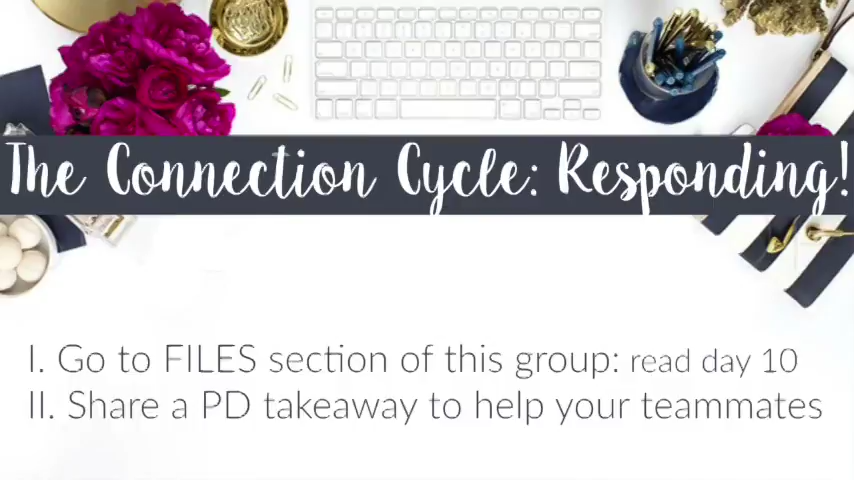 The Connection Cycle: Responding!
I. Go to FILES section of this group: read day 10
II. Share a PD takeaway to help your teammates